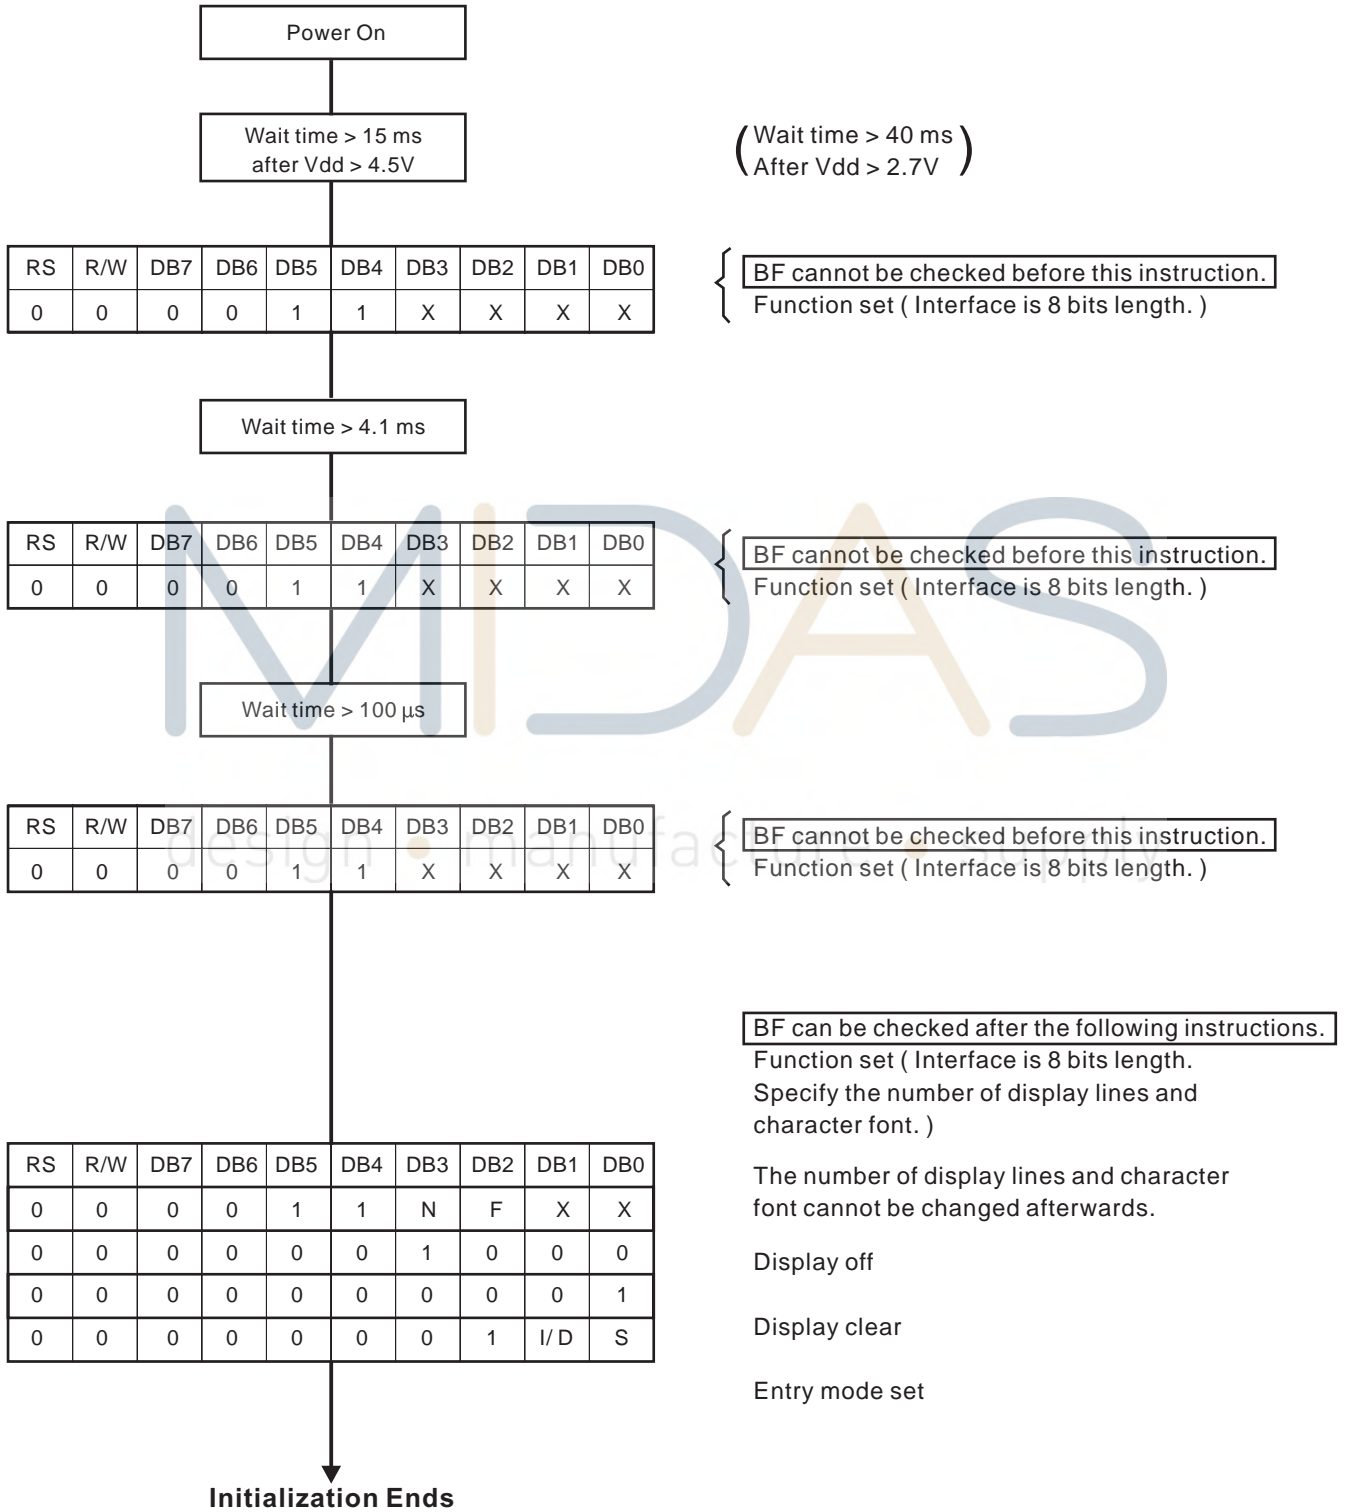 Power On
Wait time > 15 ms
after Vdd > 4.5V
(Wait time > 40 ms
After Vdd > 2.7V)
RS R/W DB7 DB6 DB5 DB4 DB3 DB2 DB1 DB0
0 0 0 0 1 1 X X X X
BF cannot be checked before this instruction.
Function set ( Interface is 8 bits length. )
Wait time > 4.1 ms
RS R/W DB7 DB6 DB5 DB4 DB3 DB2 DB1 DB0
0 0 0 0 1 1 X X X X
BF cannot be checked before this instruction.
Function set ( Interface is 8 bits length. )
MIDAS
Wait time > 100 µs
RS R/W DB7 DB6 DB5 DB4 DB3 DB2 DB1 DB0
0 0 0 0 1 1 X X X X
BF cannot be checked before this instruction.
Function set ( Interface is 8 bits length. )
design • manufacture • supply
BF can be checked after the following instructions.
Function set ( Interface is 8 bits length.
Specify the number of display lines and
character font. )
RS R/W DB7 DB6 DB5 DB4 DB3 DB2 DB1 DB0
0 0 0 0 1 1 N F X X
0 0 0 0 0 0 1 0 0 0
0 0 0 0 0 0 0 0 0 1
0 0 0 0 0 0 0 1 I/D S
The number of display lines and character
font cannot be changed afterwards.
Display off
Display clear
Entry mode set
Initialization Ends